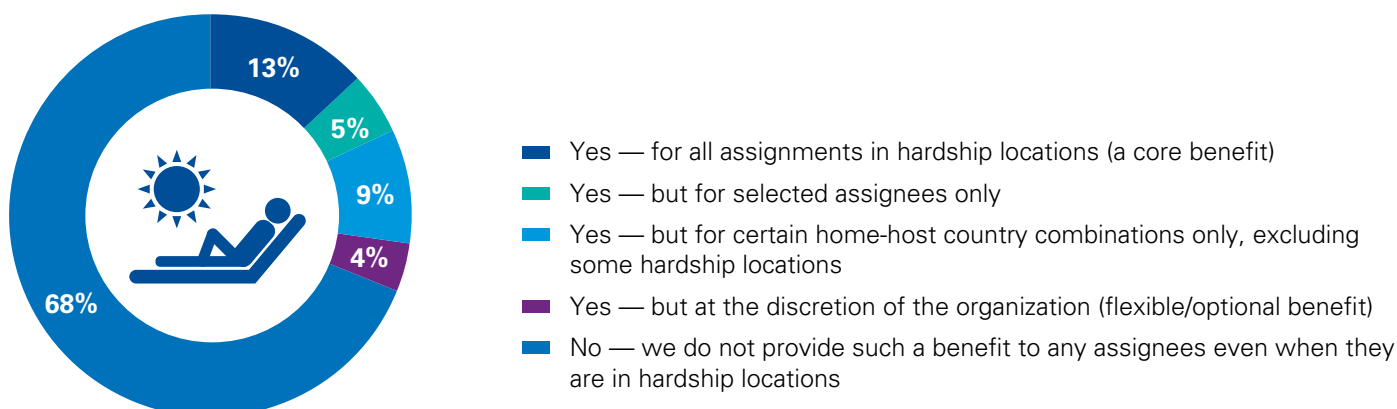 13%
5%
9%
4%
68%
Yes — for all assignments in hardship locations (a core benefit)
Yes — but for selected assignees only
Yes — but for certain home-host country combinations only, excluding
some hardship locations
Yes — but at the discretion of the organization (flexible/optional benefit)
No — we do not provide such a benefit to any assignees even when they
are in hardship locations